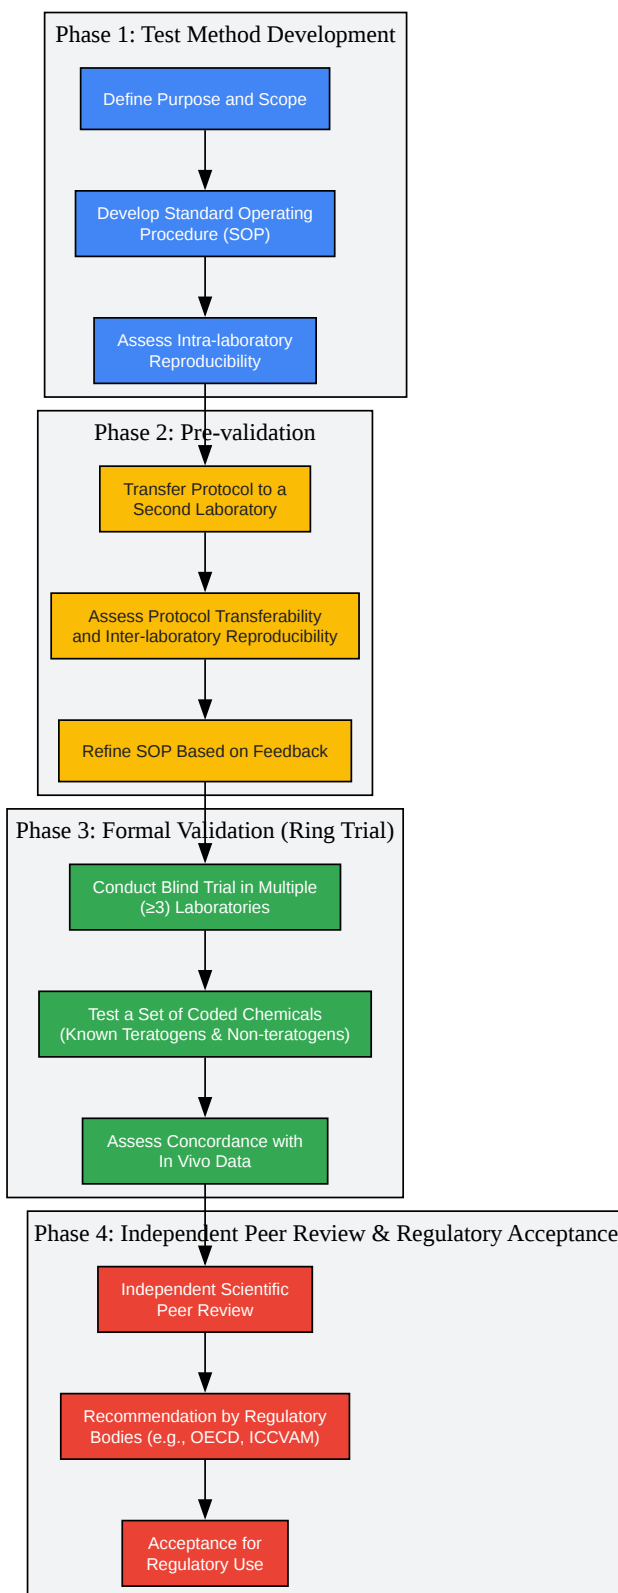 Phase 1: Test Method Development
Define Purpose and Scope
Develop Standard Operating
Procedure (SOP)
Assess Intra-laboratory
Reproducibility
Phase 2: Pre-validation
Transfer Protocol to a
Second Laboratory
Assess Protocol Transferability
and Inter-laboratory Reproducibility
Refine SOP Based on Feedback
Phase 3: Formal Validation (Ring Trial)
Conduct Blind Trial in Multiple
(≥3) Laboratories
Test a Set of Coded Chemicals
(Known Teratogens & Non-teratogens)
Assess Concordance with
In Vivo Data
Phase 4: Independent Peer Review & Regulatory Acceptance
Independent Scientific
Peer Review
Recommendation by Regulatory
Bodies (e.g., OECD, ICCVAM)
Acceptance for
Regulatory Use